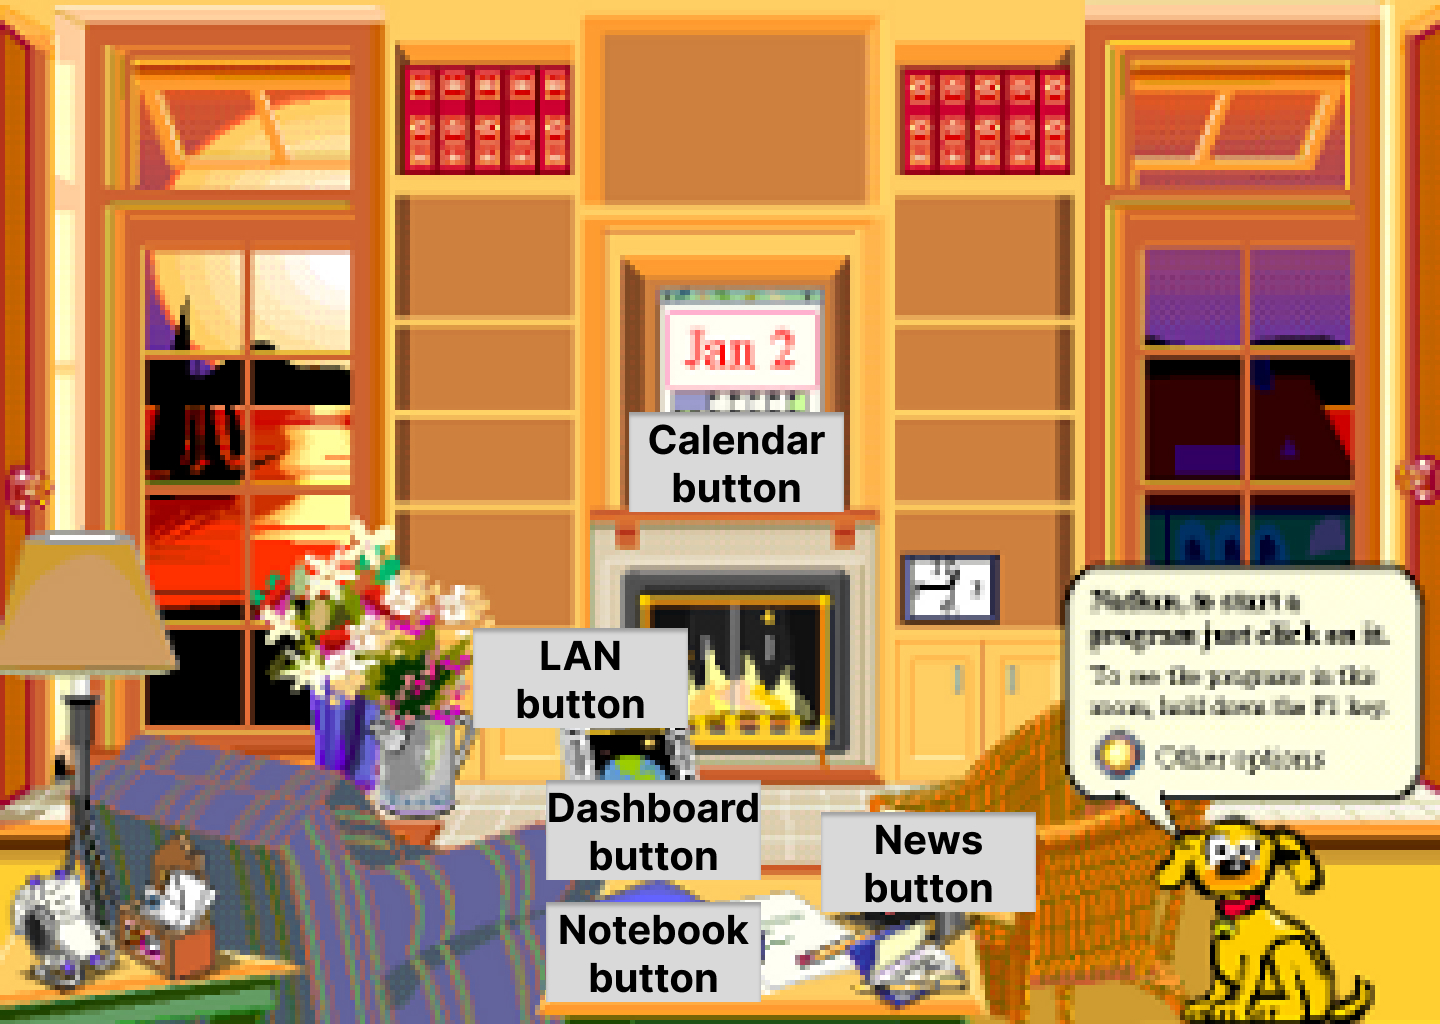 Jan 2
Calendar
button
LAN
button
Nathan, to start a
program just click on it.
To see the programs in this
room, hold down the F1 key.
Other options
Dashboard
button
News
button
Notebook
button